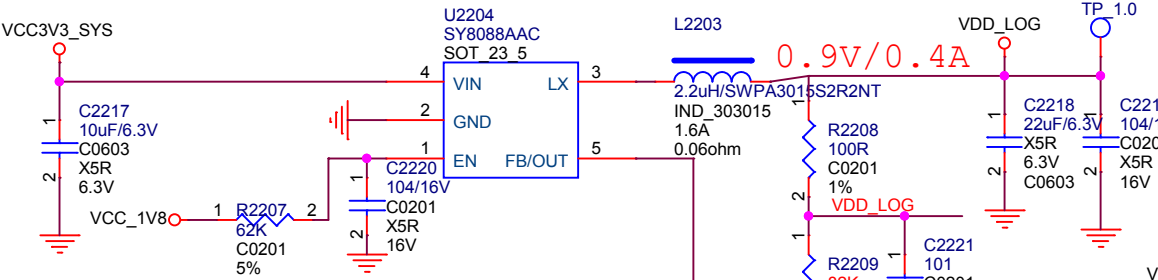 VCC3V3_SYS
U2204
SY8088AAC
SOT_23_5
4 VIN
2 GND
1 EN
LX 3
FB/OUT 5
L2203
2.2uH/SWPA3015S2R2NT
IND_303015
1.6A
0.06ohm
0.9V/0.4A
VDD_LOG
TP_1.0
1
C2217
10uF/6.3V
C0603
X5R
2
6.3V
VCC_1V8
1 R2207 2
62K
C0201
5%
1
C2220
104/16V
C0201
X5R
2
16V
1
R2208
100R
C0201
1%
2
VDD_LOG
1
R2209
1
C2221
101
1
C2218
22uF/6.3V
X5R
2
6.3V
C0603
1
X5R
2
16V